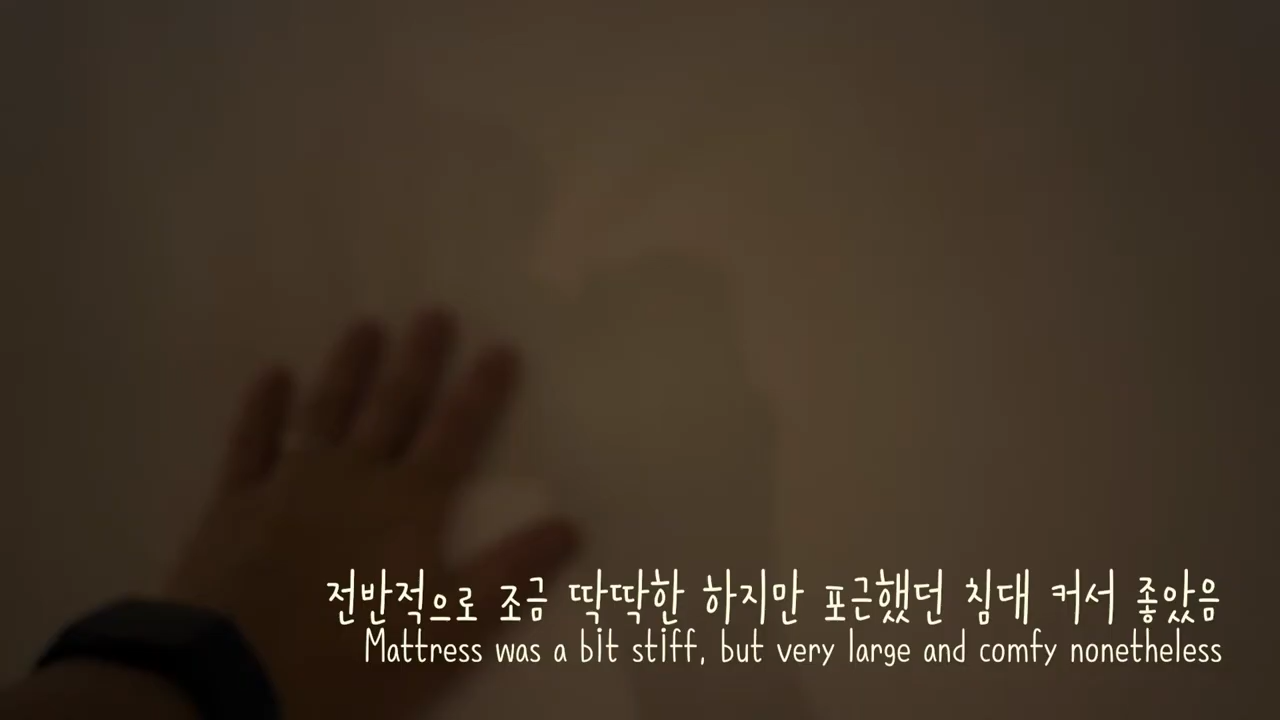 전반적으로 조금 딱딱한 하지만 포근했던 침대 커서 좋았음
Mattress was a bit stiff, but very large and comfy nonetheless